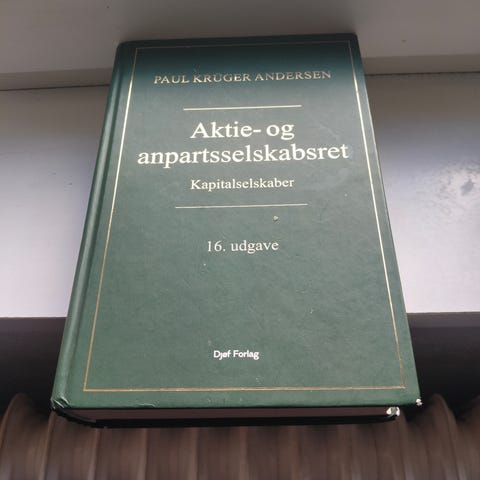 PAUL KRÜGER ANDERSEN
Aktie- og
anpartsselskabsret
Kapitalselskaber
16. udgave
Djøf Forlag